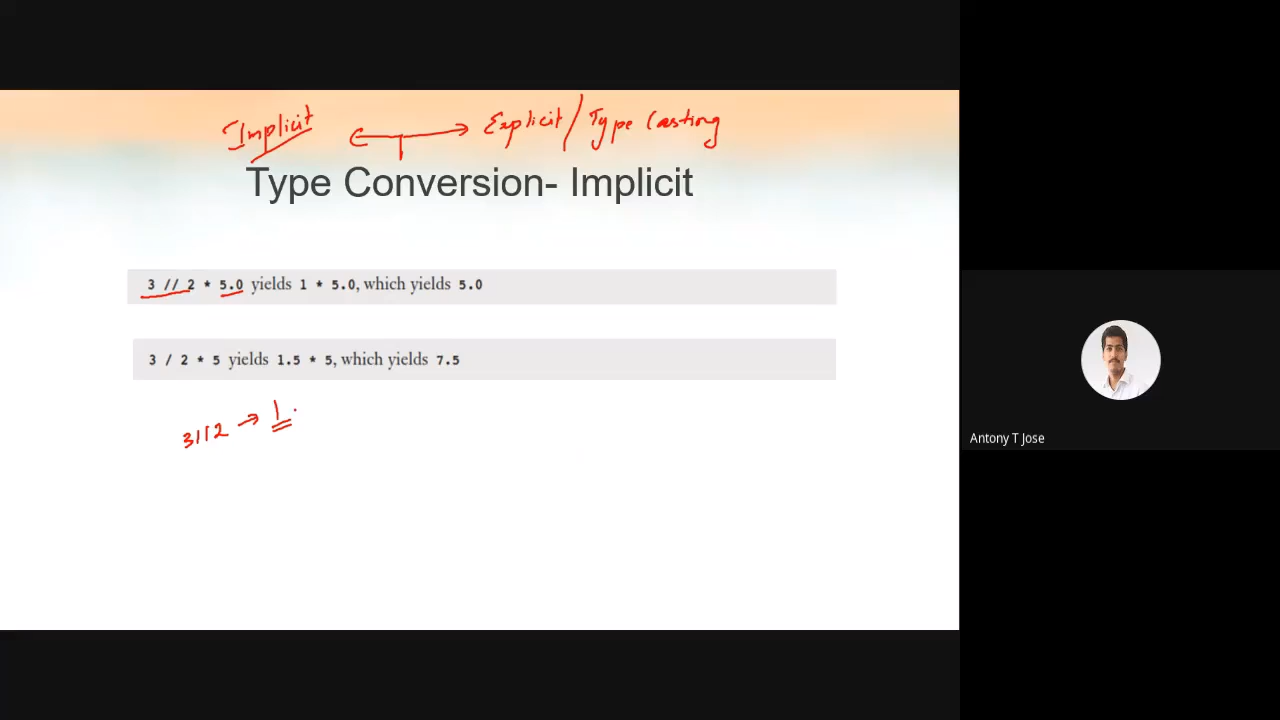 Implicit Explicit/Type Casting
Type Conversion- Implicit
3 // 2 * 5.0 yields 1 * 5.0, which yields 5.0
3 / 2 * 5 yields 1.5 * 5, which yields 7.5
3//2 → 1.
Antony T Jose